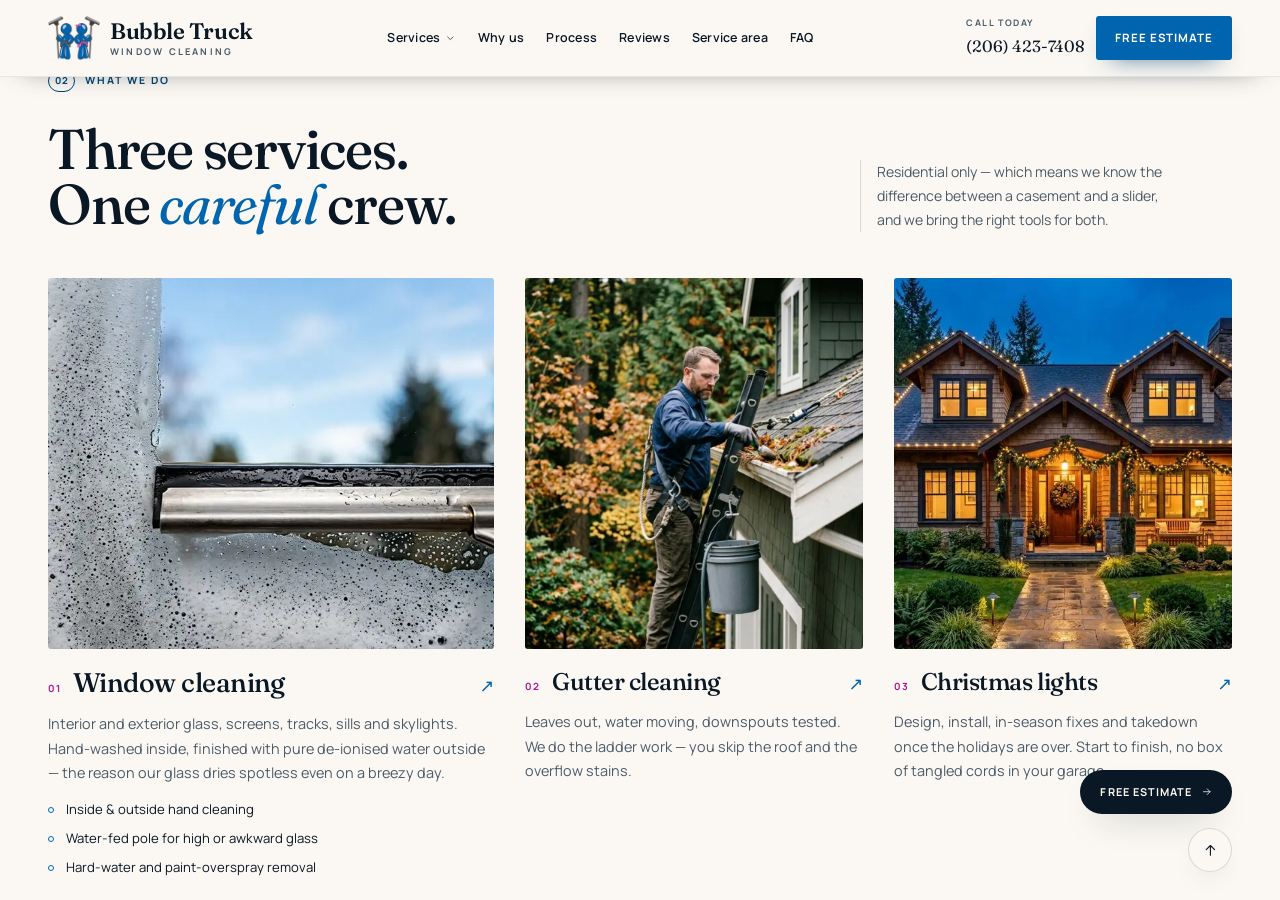 Bubble Truck
WINDOW CLEANING
Services
Why us
Process
Reviews
Service area
FAQ
CALL TODAY
(206) 423-7408
FREE ESTIMATE
02 WHAT WE DO
Three services.
One careful crew.
Residential only — which means we know the
difference between a casement and a slider,
and we bring the right tools for both.
01 Window cleaning ↗
Interior and exterior glass, screens, tracks, sills and skylights.
Hand-washed inside, finished with pure de-ionised water outside
— the reason our glass dries spotless even on a breezy day.
Inside & outside hand cleaning
Water-fed pole for high or awkward glass
Hard-water and paint-overspray removal
02 Gutter cleaning ↗
Leaves out, water moving, downspouts tested.
We do the ladder work — you skip the roof and the
overflow stains.
03 Christmas lights ↗
Design, install, in-season fixes and takedown
once the holidays are over. Start to finish, no box
of tangled cords in your garage.
FREE ESTIMATE →
↑